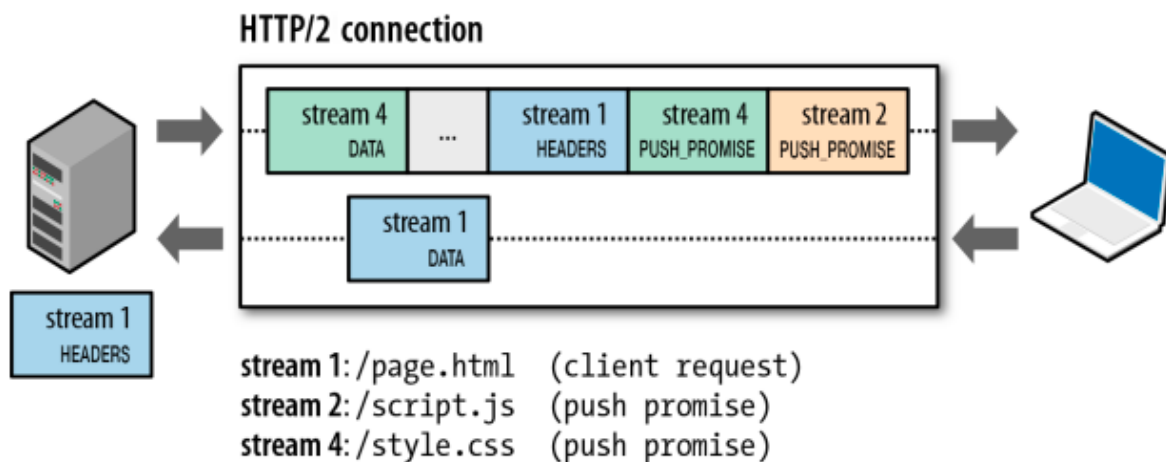 HTTP/2 connection
stream 4
DATA
...
stream 1
HEADERS
stream 4
PUSH_PROMISE
stream 2
PUSH_PROMISE
stream 1
DATA
stream 1
HEADERS
stream 1: /page.html (client request)
stream 2: /script.js (push promise)
stream 4: /style.css (push promise)